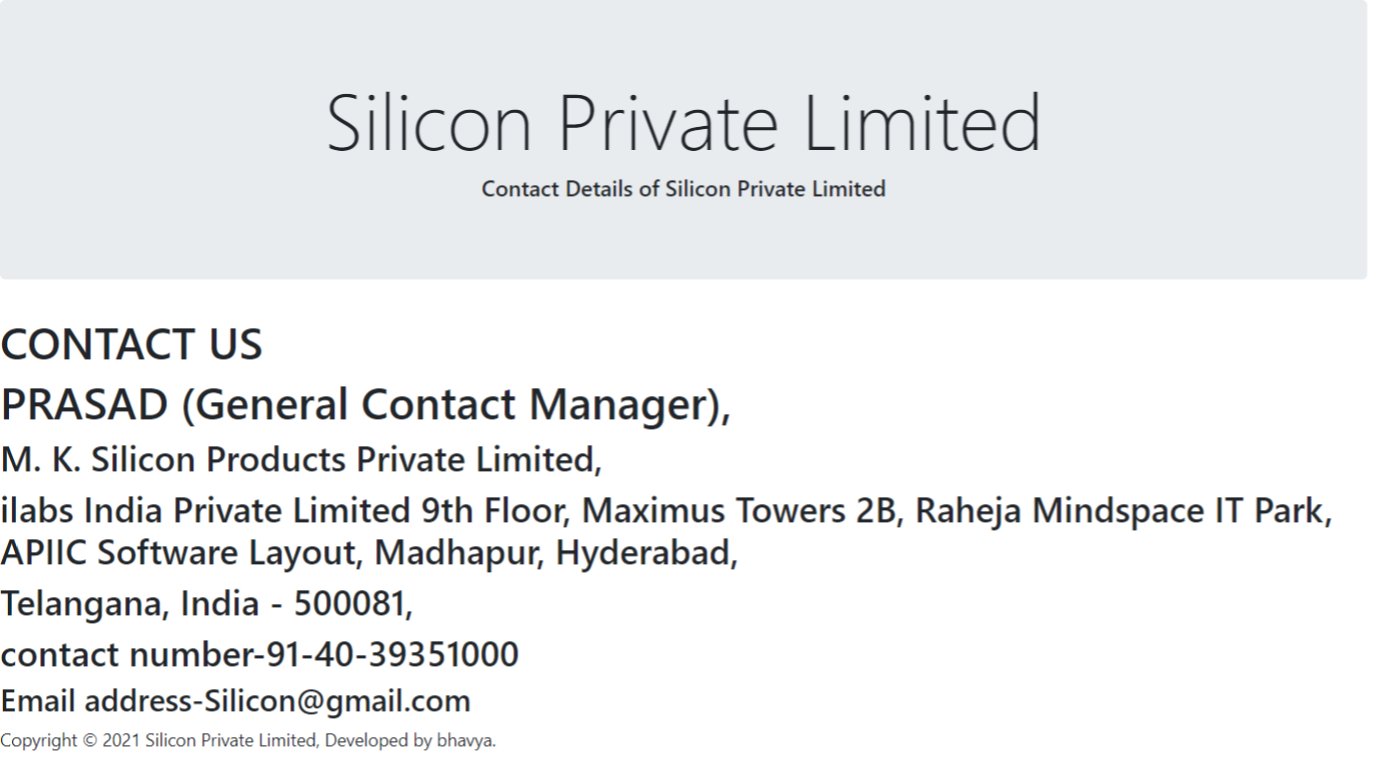 Silicon Private Limited
Contact Details of Silicon Private Limited
CONTACT US
PRASAD (General Contact Manager),
M. K. Silicon Products Private Limited,
ilabs India Private Limited 9th Floor, Maximus Towers 2B, Raheja Mindspace IT Park,
APIIC Software Layout, Madhapur, Hyderabad,
Telangana, India - 500081,
contact number-91-40-39351000
Email address-Silicon@gmail.com
Copyright © 2021 Silicon Private Limited, Developed by bhavya.